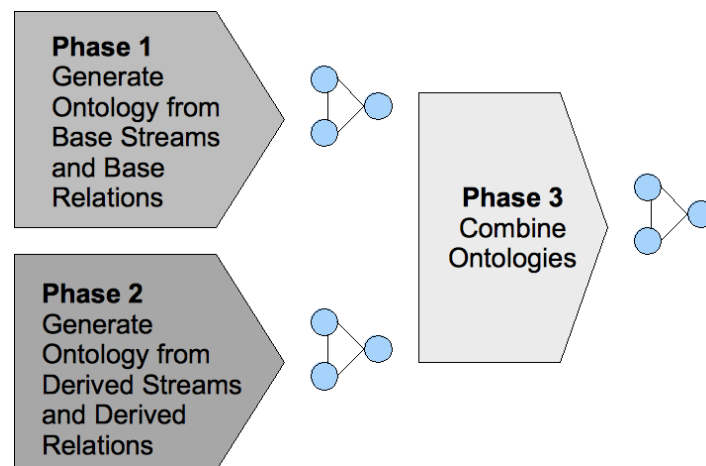 Phase 1
Generate
Ontology from
Base Streams
and Base
Relations
Phase 2
Generate
Ontology from
Derived Streams
and Derived
Relations
Phase 3
Combine
Ontologies